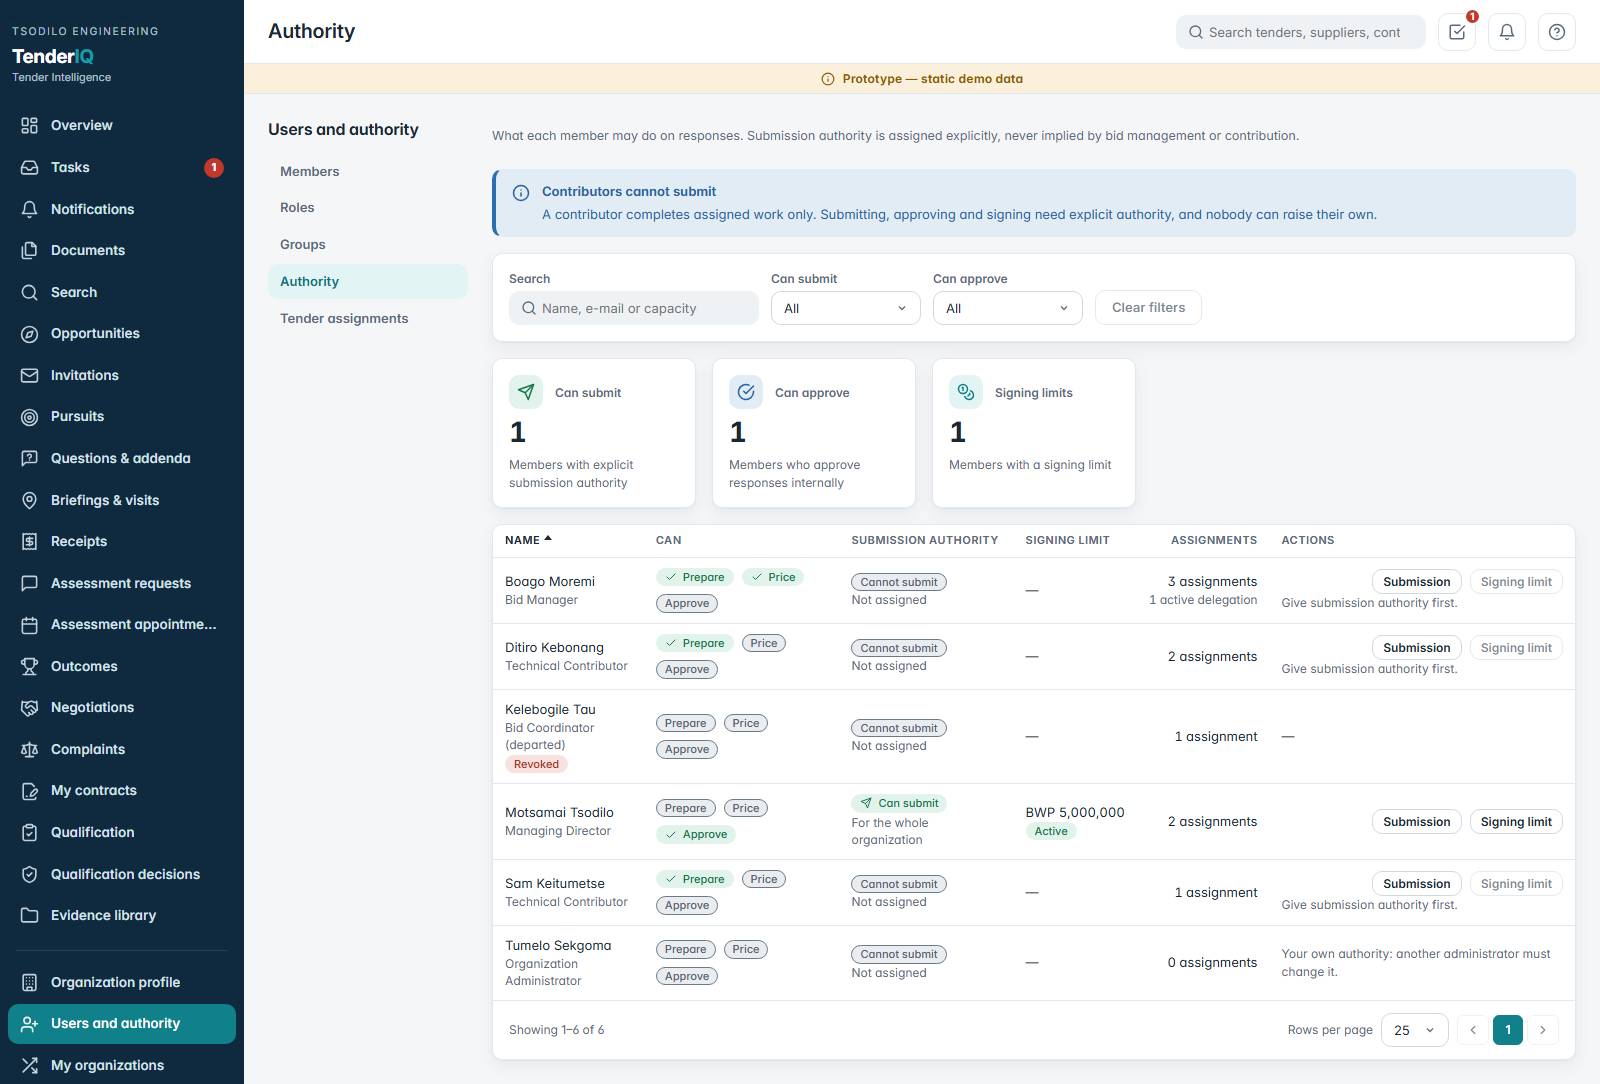 TSODILO ENGINEERING
TenderIQ
Tender Intelligence
Overview
Tasks 1
Notifications
Documents
Search
Opportunities
Invitations
Pursuits
Questions & addenda
Briefings & visits
Receipts
Assessment requests
Assessment appointme...
Outcomes
Negotiations
Complaints
My contracts
Qualification
Qualification decisions
Evidence library
Organization profile
Users and authority
My organizations
Authority
Search tenders, suppliers, cont
1
Prototype — static demo data
Users and authority
Members
Roles
Groups
Authority
Tender assignments
What each member may do on responses. Submission authority is assigned explicitly, never implied by bid management or contribution.
Contributors cannot submit
A contributor completes assigned work only. Submitting, approving and signing need explicit authority, and nobody can raise their own.
Search Can submit Can approve
Name, e-mail or capacity All All Clear filters
Can submit
1
Members with explicit
submission authority
Can approve
1
Members who approve
responses internally
Signing limits
1
Members with a signing limit
NAME CAN SUBMISSION AUTHORITY SIGNING LIMIT ASSIGNMENTS ACTIONS
Boago Moremi
Bid Manager
Prepare Price
Approve
Cannot submit
Not assigned
—
3 assignments
1 active delegation
Submission Signing limit
Give submission authority first.
Ditiro Kebonang
Technical Contributor
Prepare Price
Approve
Cannot submit
Not assigned
—
2 assignments
Submission Signing limit
Give submission authority first.
Kelebogile Tau
Bid Coordinator
(departed)
Revoked
Prepare Price
Approve
Cannot submit
Not assigned
—
1 assignment
—
Motsamai Tsodilo
Managing Director
Prepare Price
Approve
Can submit
For the whole
organization
BWP 5,000,000
Active
2 assignments
Submission Signing limit
Sam Keitumetse
Technical Contributor
Prepare Price
Approve
Cannot submit
Not assigned
—
1 assignment
Submission Signing limit
Give submission authority first.
Tumelo Sekgoma
Organization
Administrator
Prepare Price
Approve
Cannot submit
Not assigned
—
0 assignments
Your own authority: another administrator must
change it.
Showing 1–6 of 6
Rows per page 25 1